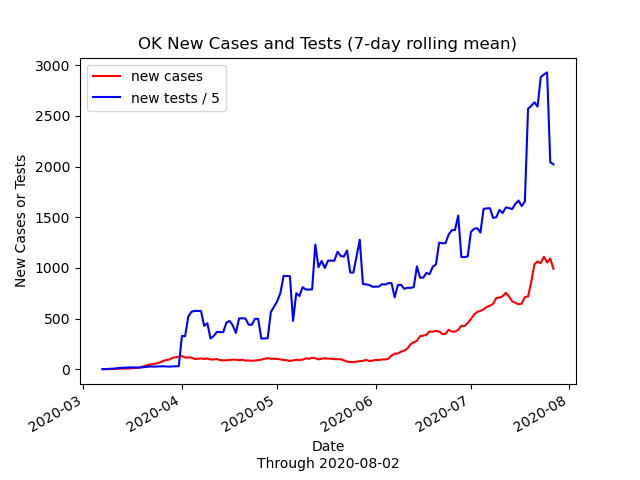 OK New Cases and Tests (7-day rolling mean)
new cases
new tests / 5
3000
2500
2000
1500
1000
500
0
New Cases or Tests
2020-03
2020-04
2020-05
2020-06
2020-07
2020-08
Date
Through 2020-08-02